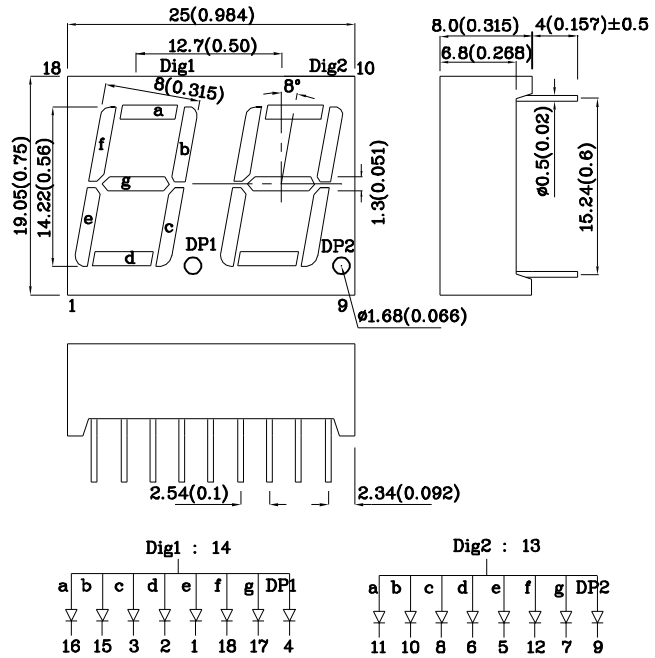 25(0.984)
8.0(0.315)
4(0.157)±0.5
12.7(0.50)
6.8(0.268)
18
Dig1
Dig2
10
8(0.315)
8°
a
f
b
g
e
c
d
19.05(0.75)
14.22(0.56)
1.3(0.051)
ø0.5(0.02)
15.24(0.6)
DP1
DP2
1
9
ø1.68(0.066)
2.54(0.1)
2.34(0.092)
Dig1 : 14
a b c d e f g DP1
16 15 3 2 1 18 17 4
Dig2 : 13
a b c d e f g DP2
11 10 8 6 5 12 7 9